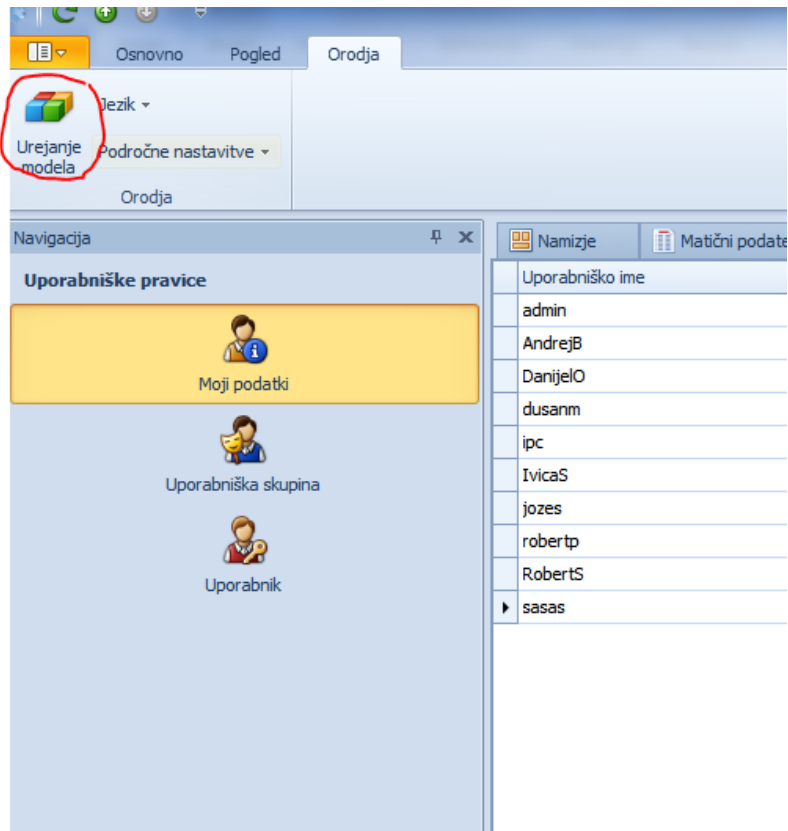 Osnovno Pogled Orodja
Jezik
Urejanje modela
Področne nastavitve
Orodja
Navigacija
Uporabniške pravice
Moji podatki
Uporabniška skupina
Uporabnik
Namizje Matični podate
Uporabniško ime
admin
AndrejB
DanijelO
dusanm
ipc
IvicaS
jozes
robertp
RobertS
sasas